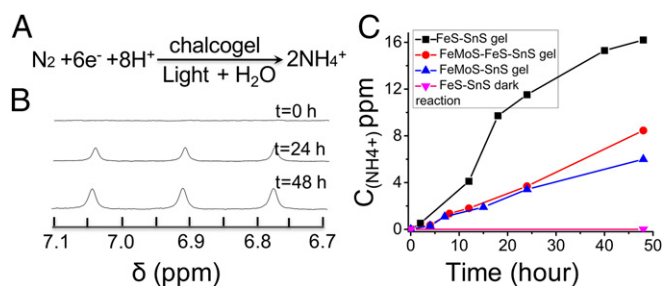 A
N₂ +6e⁻ +8H⁺ chalcogel 2NH₄⁺
Light + H₂O
B
t=0 h
t=24 h
t=48 h
7.1 7.0 6.9 6.8 6.7
δ (ppm)
C
FeS-SnS gel
FeMoS-FeS-SnS gel
FeMoS-SnS gel
FeS-SnS dark
reaction
16
12
8
4
0
C(NH4+) ppm
0 10 20 30 40 50
Time (hour)